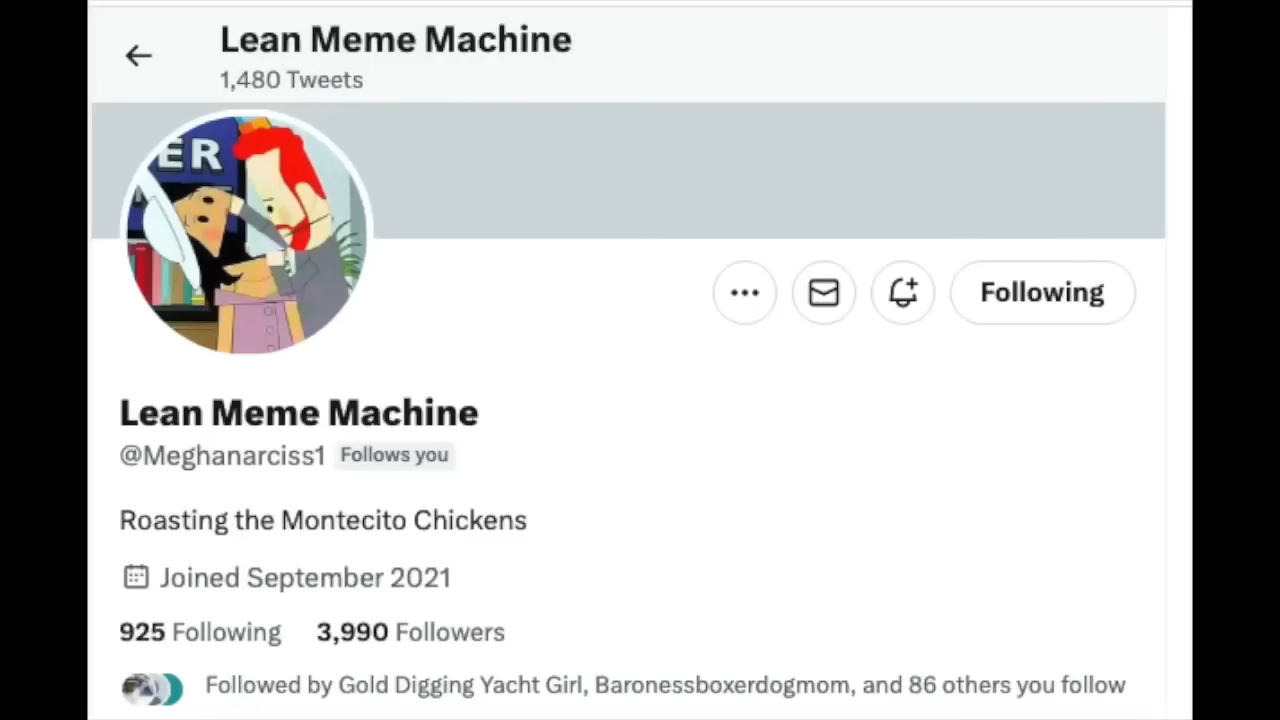 Lean Meme Machine
1,480 Tweets
ER
Following
Lean Meme Machine
@Meghanarciss1 Follows you
Roasting the Montecito Chickens
Joined September 2021
925 Following 3,990 Followers
Followed by Gold Digging Yacht Girl, Baronessboxerdogmom, and 86 others you follow